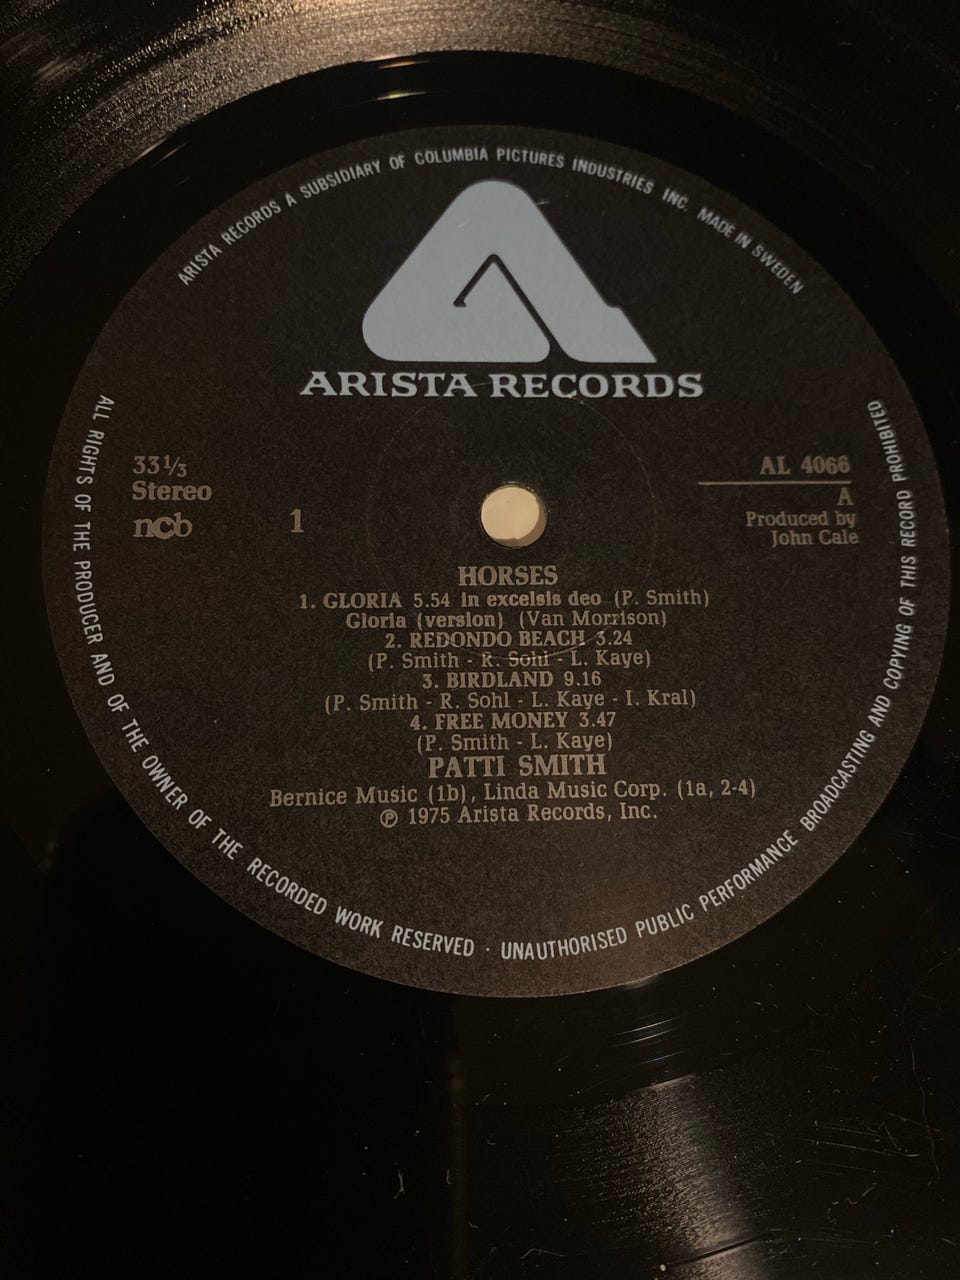 ARISTA RECORDS A SUBSIDIARY OF COLUMBIA PICTURES INDUSTRIES INC. MADE IN SWEDEN
ARISTA RECORDS
33⅓
Stereo
ncb
1
AL 4066
A
Produced by
John Cale
HORSES
1. GLORIA 5.54 in excelsis deo (P. Smith)
Gloria (version) (Van Morrison)
2. REDONDO BEACH 3.24
(P. Smith - R. Sohl - L. Kaye)
3. BIRDLAND 9.16
(P. Smith - R. Sohl - L. Kaye - I. Kral)
4. FREE MONEY 3.47
(P. Smith - L. Kaye)
PATTI SMITH
Bernice Music (1b), Linda Music Corp. (1a, 2-4)
℗ 1975 Arista Records, Inc.
ALL RIGHTS OF THE PRODUCER AND OF THE OWNER OF THE RECORDED WORK RESERVED · UNAUTHORISED PUBLIC PERFORMANCE BROADCASTING AND COPYING OF THIS RECORD PROHIBITED